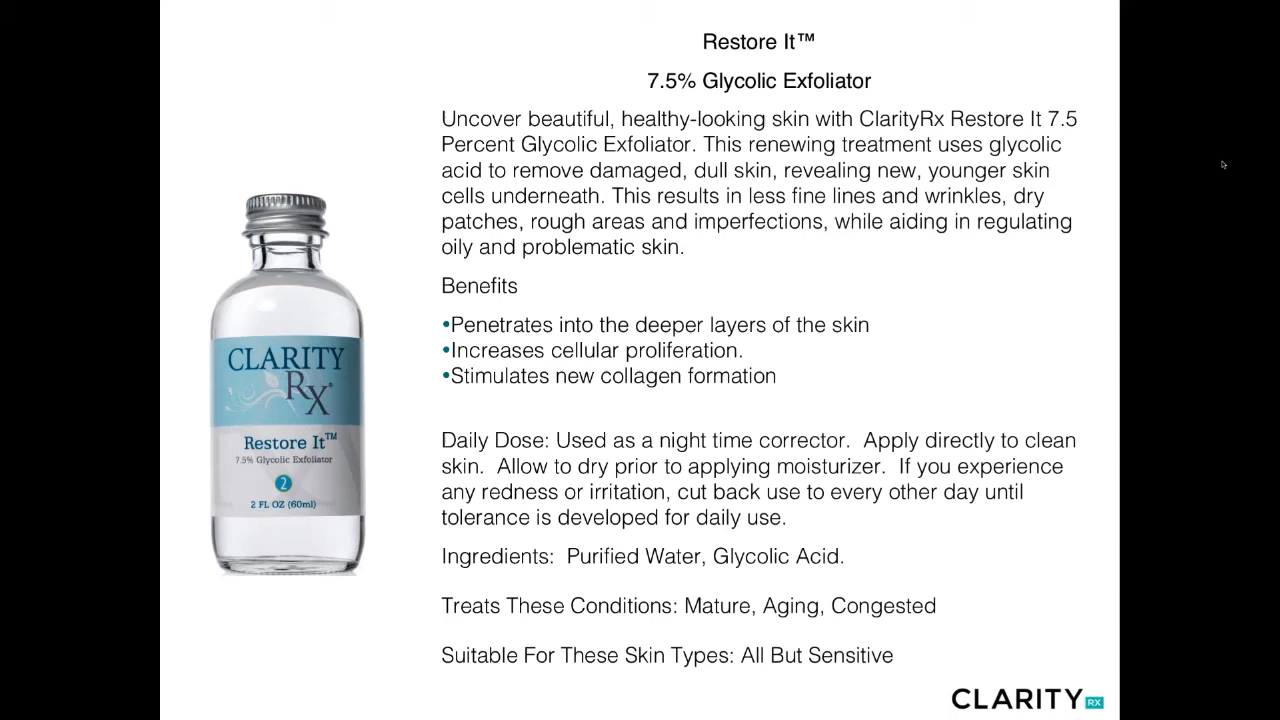 Restore It™
7.5% Glycolic Exfoliator
Uncover beautiful, healthy-looking skin with ClarityRx Restore It 7.5
Percent Glycolic Exfoliator. This renewing treatment uses glycolic
acid to remove damaged, dull skin, revealing new, younger skin
cells underneath. This results in less fine lines and wrinkles, dry
patches, rough areas and imperfections, while aiding in regulating
oily and problematic skin.
Benefits
•Penetrates into the deeper layers of the skin
•Increases cellular proliferation.
•Stimulates new collagen formation
Daily Dose: Used as a night time corrector.  Apply directly to clean
skin.  Allow to dry prior to applying moisturizer.  If you experience
any redness or irritation, cut back use to every other day until
tolerance is developed for daily use.
Ingredients:  Purified Water, Glycolic Acid.
Treats These Conditions: Mature, Aging, Congested
Suitable For These Skin Types: All But Sensitive
CLARITY
Rx®
Restore It™
7.5% Glycolic Exfoliator
2
2 FL OZ (60ml)
CLARITY RX